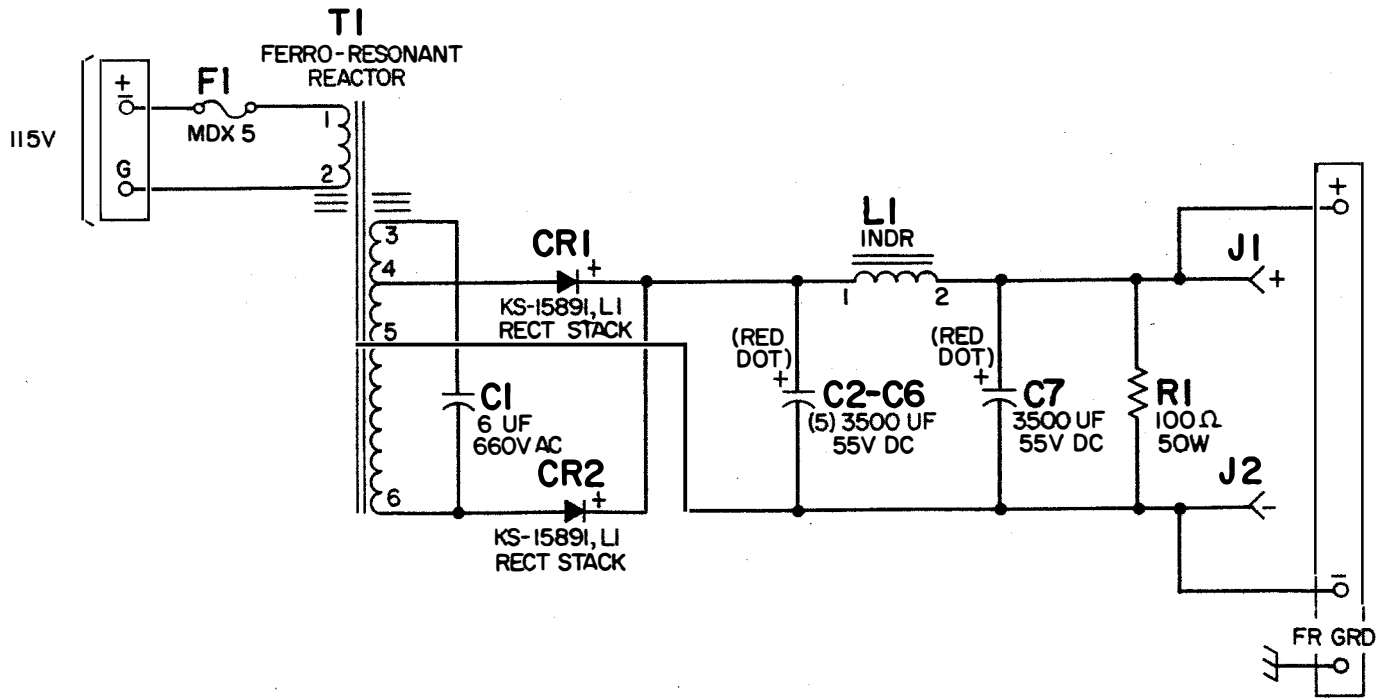 T1
FERRO-RESONANT
REACTOR
115V
+
-
G
F1
MDX 5
1
2
3
4
5
6
CR1
+
KS-15891, L1
RECT STACK
C1
6 UF
660V AC
CR2
+
KS-15891, L1
RECT STACK
L1
INDR
1
2
(RED
DOT)
+
C2-C6
(5) 3500 UF
55V DC
(RED
DOT)
+
C7
3500 UF
55V DC
R1
100Ω
50W
J1
+
J2
-
+
-
FR GRD